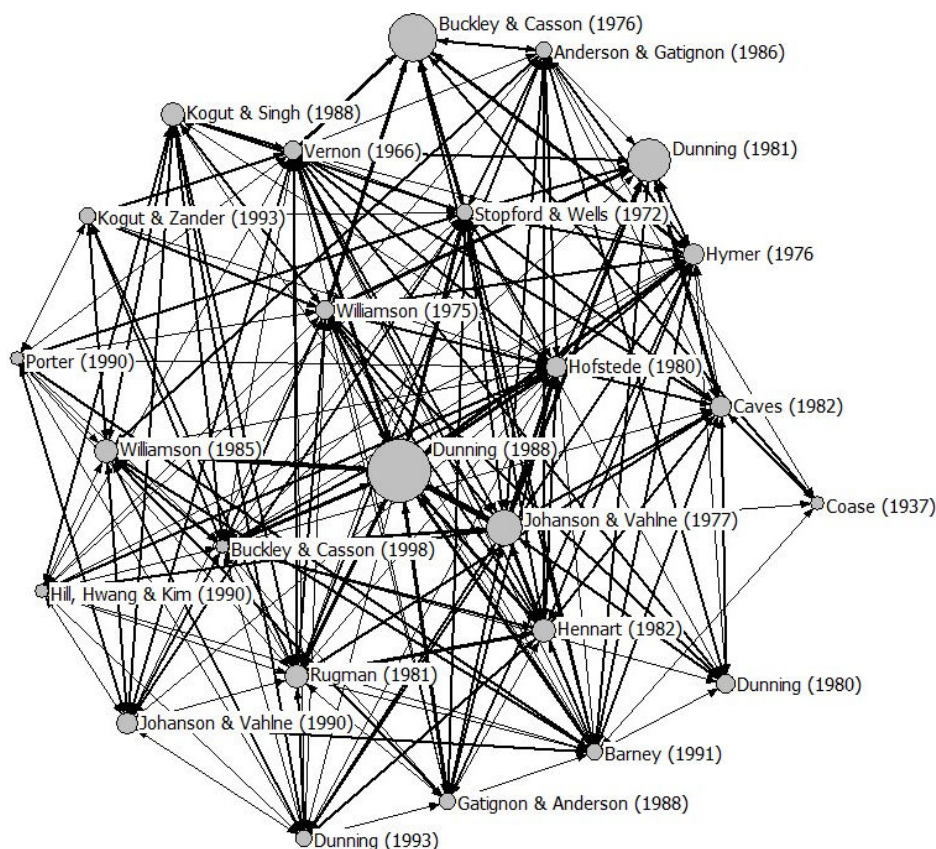 Buckley & Casson (1976)
Anderson & Gatignon (1986)
Kogut & Singh (1988)
Vernon (1966)
Dunning (1981)
Kogut & Zander (1993)
Stopford & Wells (1972)
Hymer (1976
Williamson (1975)
Porter (1990)
Hofstede (1980)
Caves (1982)
Williamson (1985)
Dunning (1988)
Coase (1937)
Johanson & Vahlne (1977)
Buckley & Casson (1998)
Hill, Hwang & Kim (1990)
Hennart (1982)
Rugman (1981)
Dunning (1980)
Johanson & Vahlne (1990)
Barney (1991)
Gatignon & Anderson (1988)
Dunning (1993)